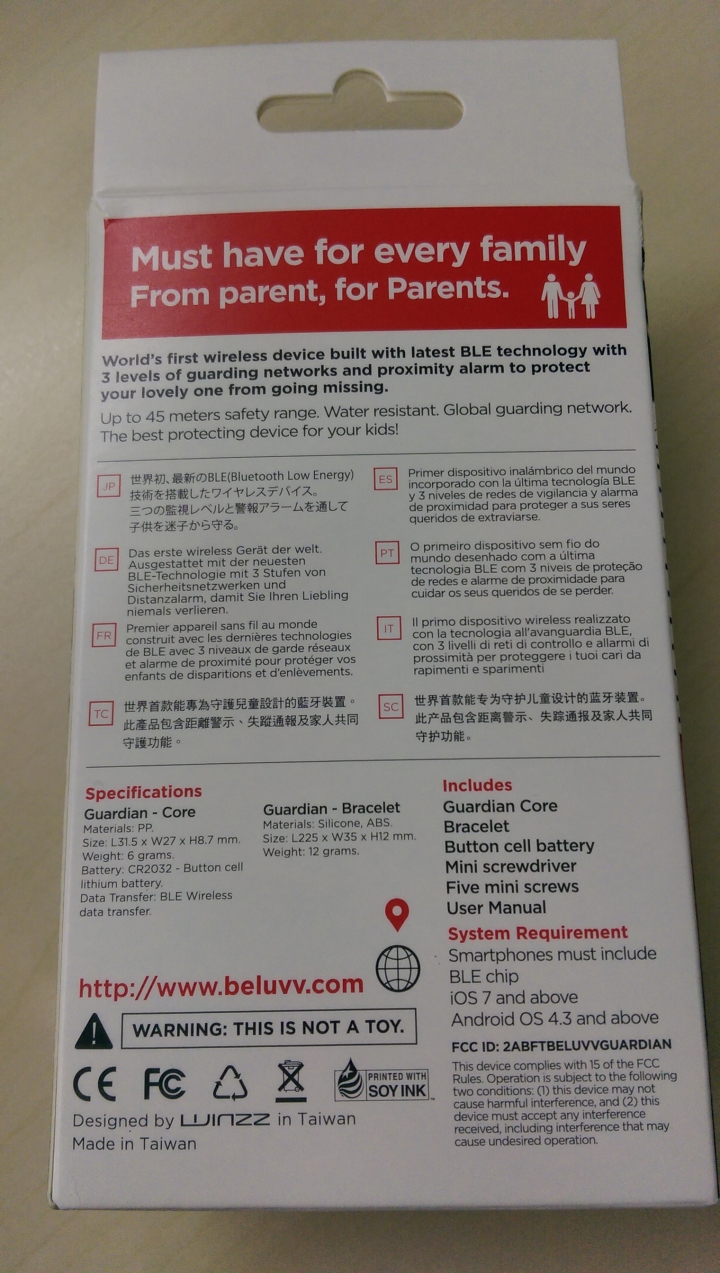 Must have for every family
From parent, for Parents.
World's first wireless device built with latest BLE technology with
3 levels of guarding networks and proximity alarm to protect
your lovely one from going missing.
Up to 45 meters safety range. Water resistant. Global guarding network.
The best protecting device for your kids!
JP
世界初、最新のBLE(Bluetooth Low Energy)
技術を搭載したワイヤレスデバイス。
三つの監視レベルと警報アラームを通して
子供を迷子から守る。
DE
Das erste wireless Gerät der welt.
Ausgestattet mit der neuesten
BLE-Technologie mit 3 Stufen von
Sicherheitsnetzwerken und
Distanzalarm, damit Sie Ihren Liebling
niemals verlieren.
FR
Premier appareil sans fil au monde
construit avec les dernières technologies
de BLE avec 3 niveaux de garde réseaux
et alarme de proximité pour protéger vos
enfants de disparitions et d'enlèvements.
TC
世界首款能專為守護兒童設計的藍牙裝置。
此產品包含距離警示、失蹤通報及家人共同
守護功能。
ES
Primer dispositivo inalámbrico del mundo
incorporado con la última tecnología BLE
y 3 niveles de redes de vigilancia y alarma
de proximidad para proteger a sus seres
queridos de extraviarse.
PT
O primeiro dispositivo sem fio do
mundo desenhado com a última
tecnologia BLE com 3 niveis de proteção
de redes e alarme de proximidade para
cuidar os seus queridos de se perder.
IT
Il primo dispositivo wireless realizzato
con la tecnologia all'avanguardia BLE,
con 3 livelli di reti di controllo e allarmi di
prossimità per proteggere i tuoi cari da
rapimenti e sparimenti
SC
世界首款能专为守护儿童设计的蓝牙装置。
此产品包含距离警示、失踪通报及家人共同
守护功能。
Specifications
Guardian - Core
Materials: PP.
Size: L31.5 x W27 x H8.7 mm.
Weight: 6 grams.
Battery: CR2032 - Button cell
lithium battery.
Data Transfer: BLE Wireless
data transfer.
Guardian - Bracelet
Materials: Silicone, ABS.
Size: L225 x W35 x H12 mm.
Weight: 12 grams.
Includes
Guardian Core
Bracelet
Button cell battery
Mini screwdriver
Five mini screws
User Manual
System Requirement
Smartphones must include
BLE chip
iOS 7 and above
Android OS 4.3 and above
FCC ID: 2ABFTBELUVVGUARDIAN
This device complies with 15 of the FCC
Rules. Operation is subject to the following
two conditions: (1) this device may not
cause harmful interference, and (2) this
device must accept any interference
received, including interference that may
cause undesired operation.
http://www.beluvv.com
WARNING: THIS IS NOT A TOY.
CE FC
PRINTED WITH
SOY INK™
Designed by WINZZ in Taiwan
Made in Taiwan